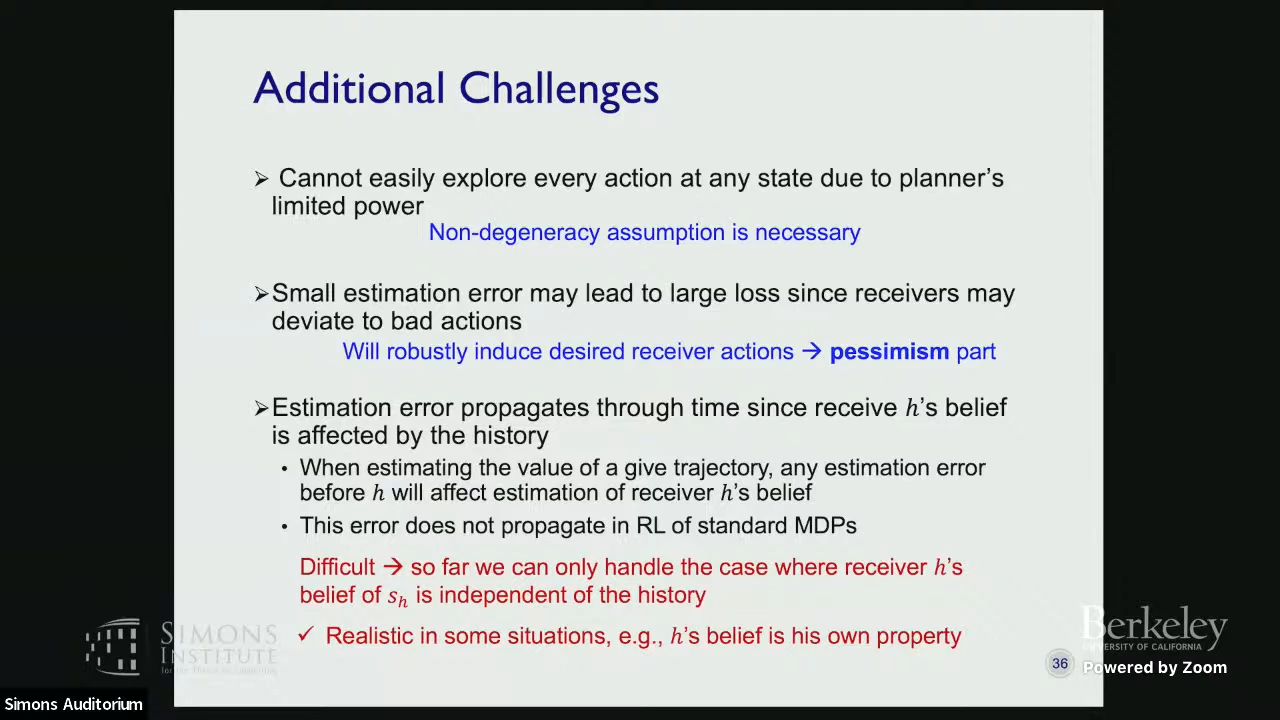 Additional Challenges
➢ Cannot easily explore every action at any state due to planner's
limited power
Non-degeneracy assumption is necessary
➢Small estimation error may lead to large loss since receivers may
deviate to bad actions
Will robustly induce desired receiver actions → pessimism part
➢Estimation error propagates through time since receive h's belief
is affected by the history
• When estimating the value of a give trajectory, any estimation error
before h will affect estimation of receiver h's belief
• This error does not propagate in RL of standard MDPs
Difficult → so far we can only handle the case where receiver h's
belief of s_h is independent of the history
✓ Realistic in some situations, e.g., h's belief is his own property
SIMONS
INSTITUTE
Berkeley
UNIVERSITY OF CALIFORNIA
36
Powered by Zoom
Simons Auditorium